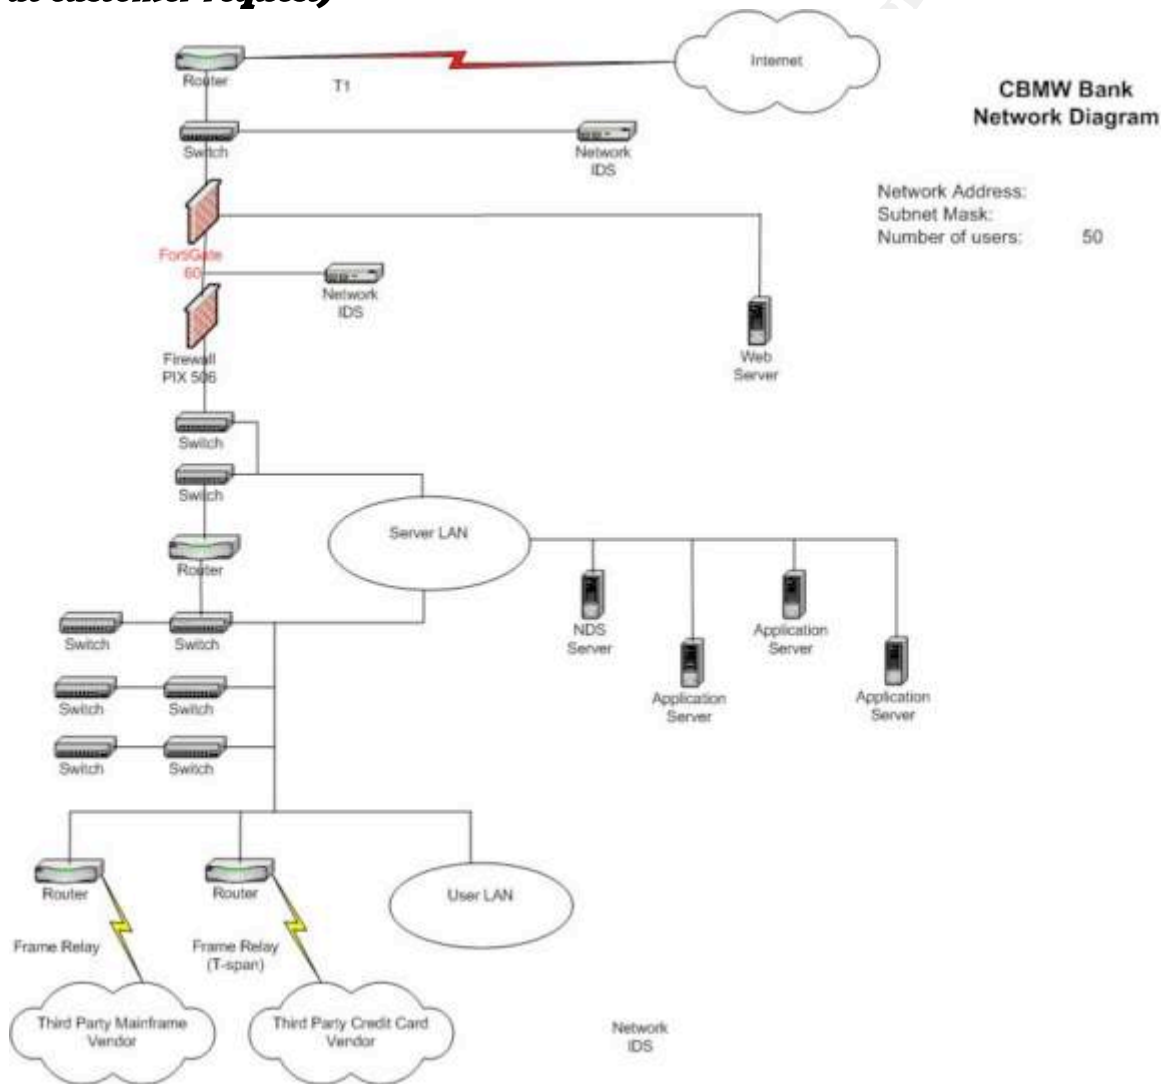 at customer request)
Internet
Router
T1
CBMW Bank
Network Diagram
Switch
Network
IDS
Network Address:
Subnet Mask:
Number of users: 50
FortiGate
60
Network
IDS
Firewall
PIX 506
Web
Server
Switch
Switch
Server LAN
Router
NDS
Server
Application
Server
Switch
Switch
Application
Server
Application
Server
Switch
Switch
Switch
Switch
Router
Router
User LAN
Frame Relay
Frame Relay
(T-span)
Third Party Mainframe
Vendor
Third Party Credit Card
Vendor
Network
IDS